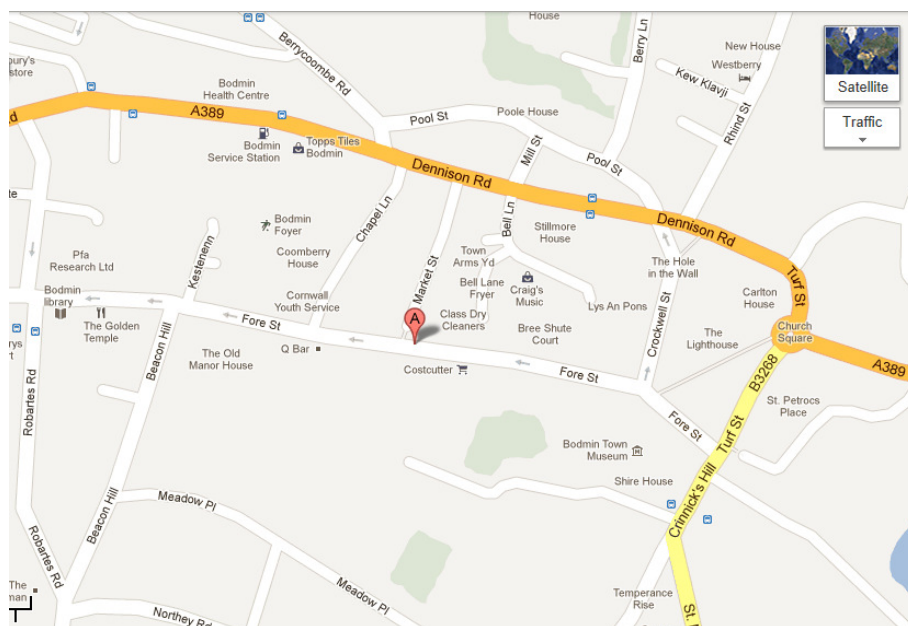 House
Berrycoombe Rd
Berry Ln
New House
Westberry
Kew Klavji
bury's
store
Bodmin
Health Centre
A389
Pool St
Poole House
Satellite
Traffic
Bodmin
Service Station
Topps Tiles
Bodmin
Mill St
Rhind St
Rd
Dennison Rd
Pool St
Chapel Ln
Bell Ln
Stillmore
House
Dennison Rd
Bodmin
Foyer
Coomberry
House
Kestenenn
Pfa
Research Ltd
Market St
Town
Arms Yd
Bell Lane
Fryer
Craig's
Music
The Hole
in the Wall
Turf St
Carlton
House
Bodmin
library
Cornwall
Youth Service
Class Dry
Cleaners
Lys An Pons
Crockwell St
The Golden
Temple
Fore St
A
Bree Shute
Court
The
Lighthouse
Church
Square
rys
rt
Beacon Hill
The Old
Manor House
Q Bar
Costcutter
Fore St
B3268
A389
Robartes Rd
Fore St
Turf St
St. Petrocs
Place
Bodmin Town
Museum
Shire House
Crinnick's Hill
Beacon Hill
Meadow Pl
Robartes Rd
Meadow Pl
The
man
Northey Rd
Temperance
Rise
St.